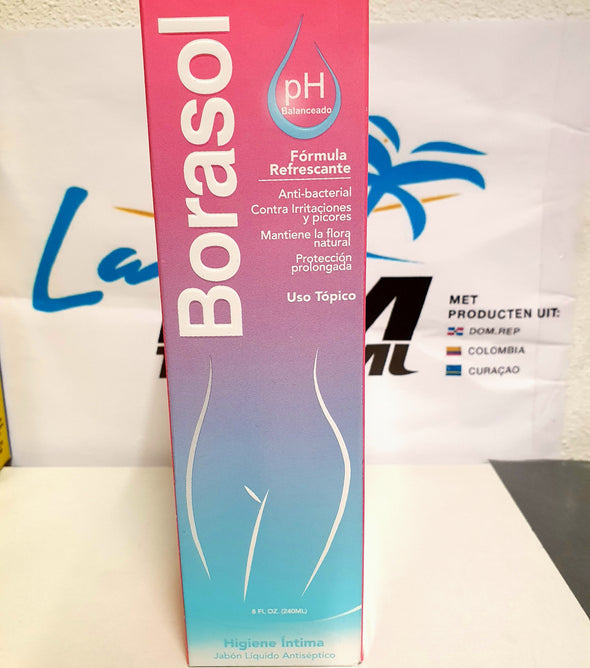 Borasol
pH
Balanceado
Fórmula
Refrescante
Anti-bacterial
Contra Irritaciones
y picores
Mantiene la flora
natural
Protección
prolongada
Uso Tópico
8 FL. OZ. (240ML)
Higiene Íntima
Jabón Líquido Antiséptico
La
MET
PRODUCTEN UIT:
DOM.REP
COLOMBIA
CURAÇAO